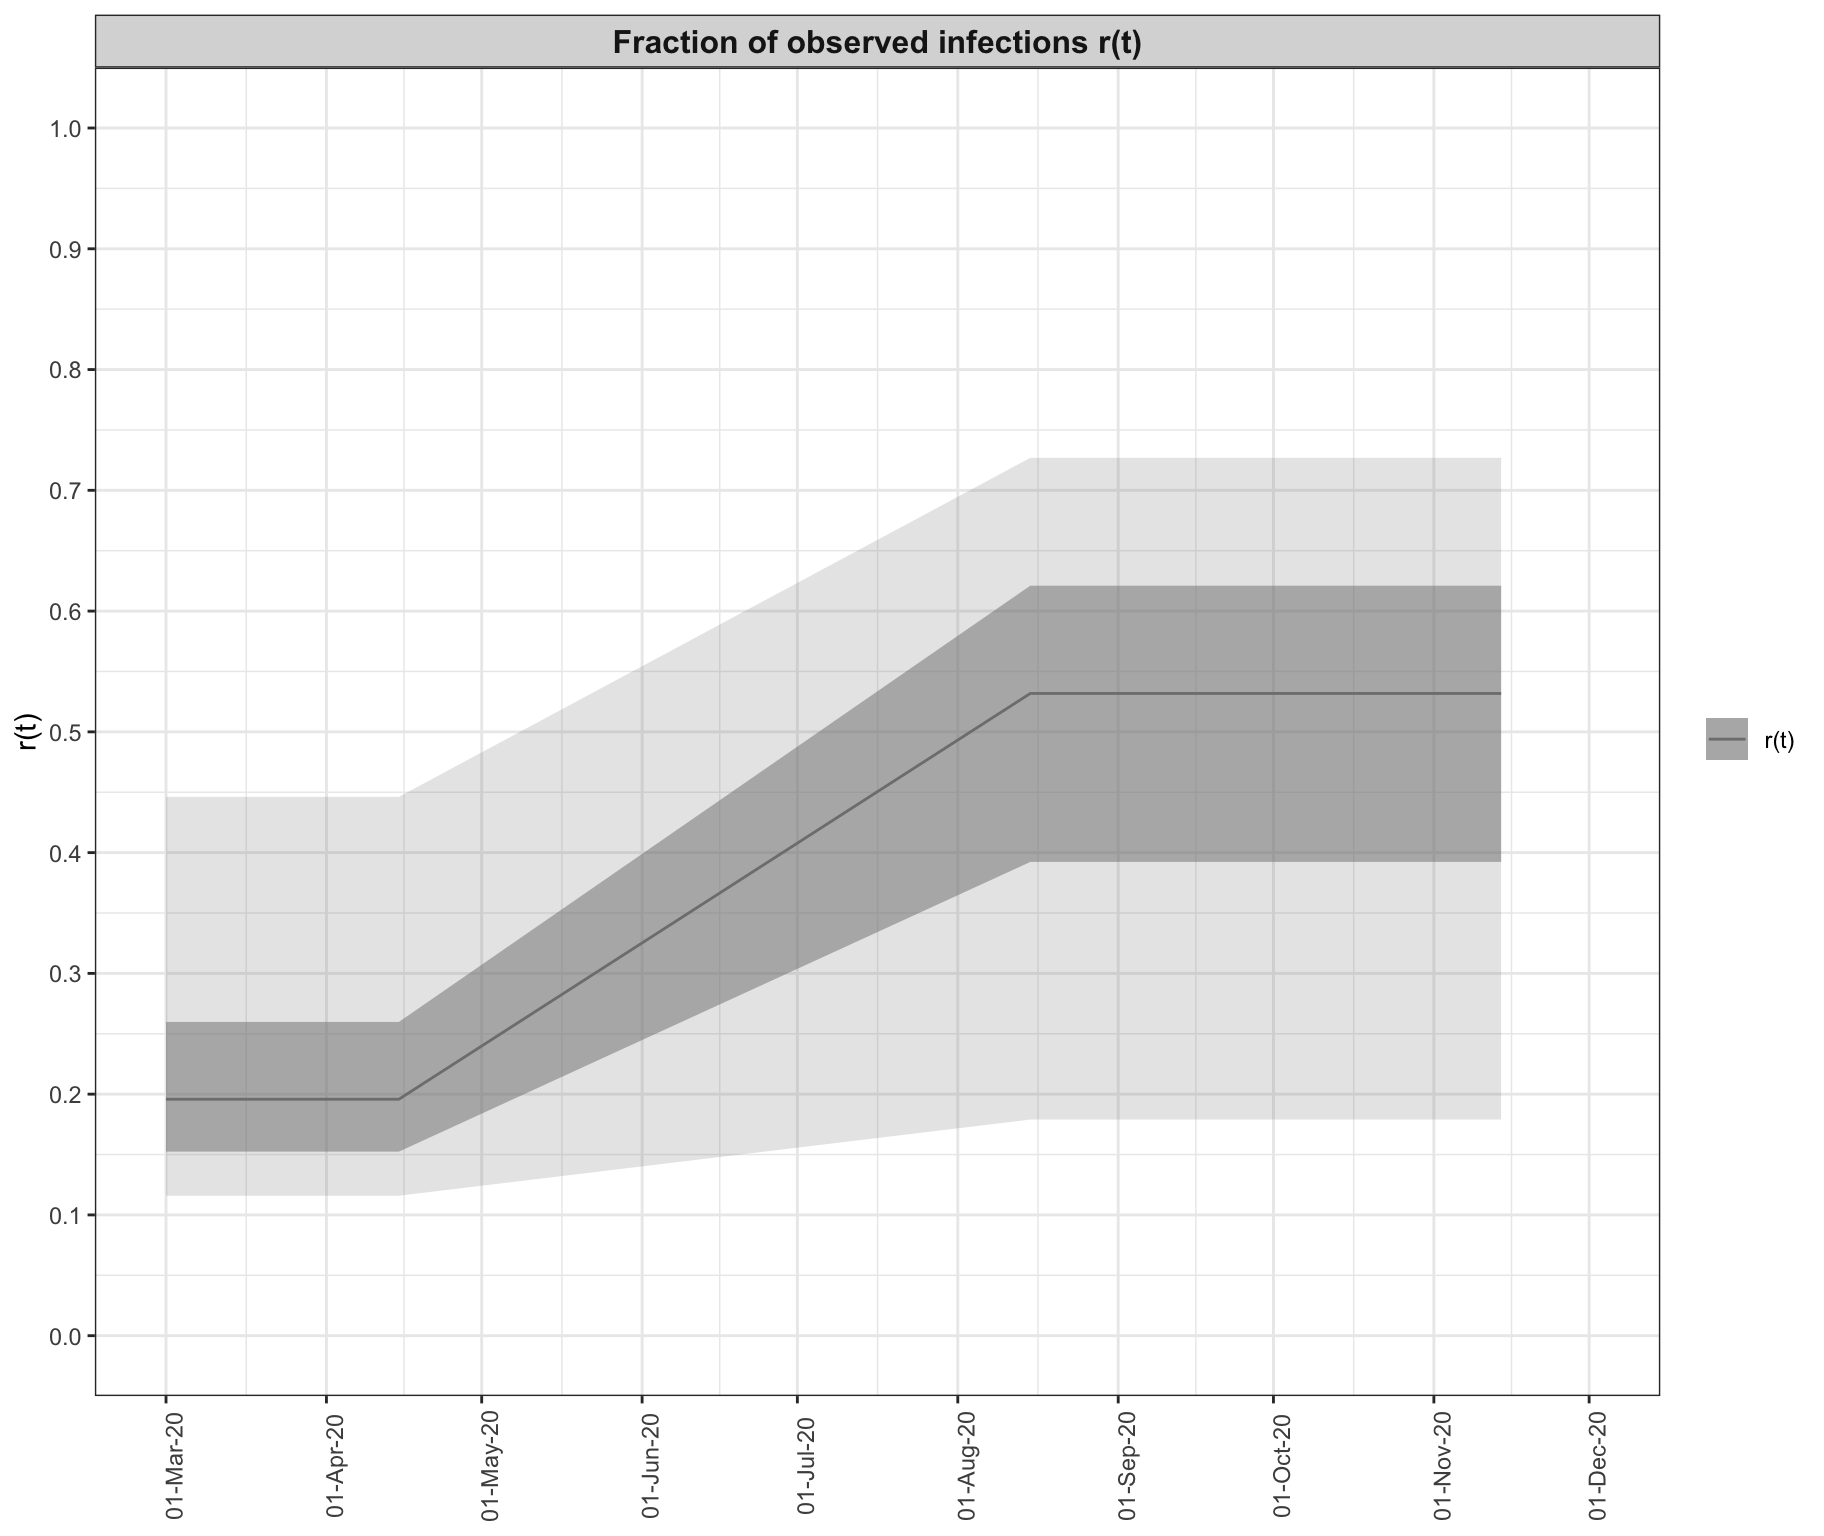 Fraction of observed infections r(t)
1.0
0.9
0.8
0.7
0.6
0.5
0.4
0.3
0.2
0.1
0.0
r(t)
r(t)
01-Mar-20
01-Apr-20
01-May-20
01-Jun-20
01-Jul-20
01-Aug-20
01-Sep-20
01-Oct-20
01-Nov-20
01-Dec-20